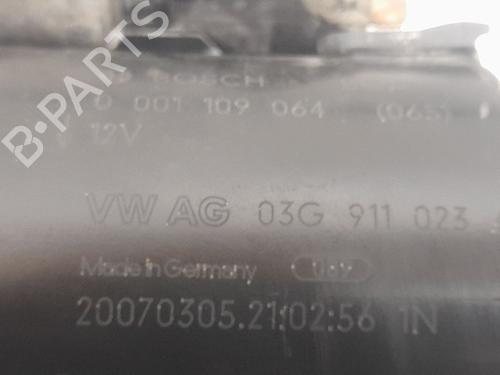 BOSCH
0 001 109 064 (065)
12V
VW AG 03G 911 023
Made in Germany
20070305.21:02:56 1N
B-PARTS